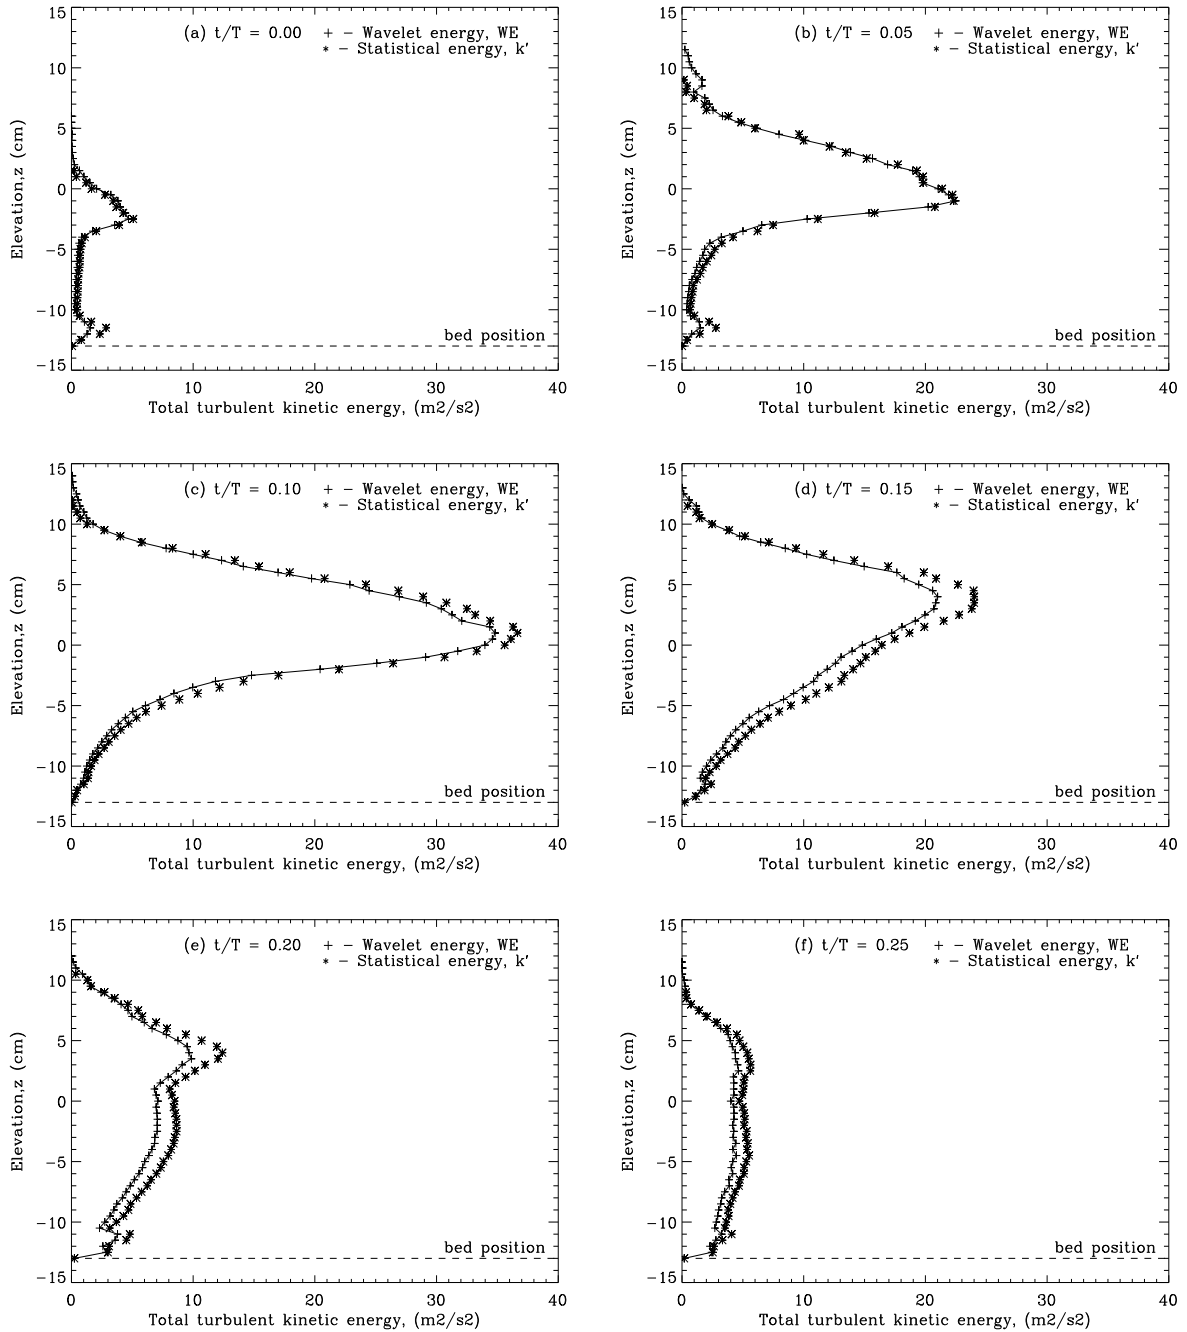 (a) t/T = 0.00 + − Wavelet energy, WE
* − Statistical energy, k'
15
10
5
0
−5
−10
−15
Elevation,z (cm)
bed position
0 10 20 30 40
Total turbulent kinetic energy, (m2/s2)
(b) t/T = 0.05 + − Wavelet energy, WE
* − Statistical energy, k'
15
10
5
0
−5
−10
−15
Elevation,z (cm)
bed position
0 10 20 30 40
Total turbulent kinetic energy, (m2/s2)
(c) t/T = 0.10 + − Wavelet energy, WE
* − Statistical energy, k'
15
10
5
0
−5
−10
−15
Elevation,z (cm)
bed position
0 10 20 30 40
Total turbulent kinetic energy, (m2/s2)
(d) t/T = 0.15 + − Wavelet energy, WE
* − Statistical energy, k'
15
10
5
0
−5
−10
−15
Elevation,z (cm)
bed position
0 10 20 30 40
Total turbulent kinetic energy, (m2/s2)
(e) t/T = 0.20 + − Wavelet energy, WE
* − Statistical energy, k'
15
10
5
0
−5
−10
−15
Elevation,z (cm)
bed position
0 10 20 30 40
Total turbulent kinetic energy, (m2/s2)
(f) t/T = 0.25 + − Wavelet energy, WE
* − Statistical energy, k'
15
10
5
0
−5
−10
−15
Elevation,z (cm)
bed position
0 10 20 30 40
Total turbulent kinetic energy, (m2/s2)